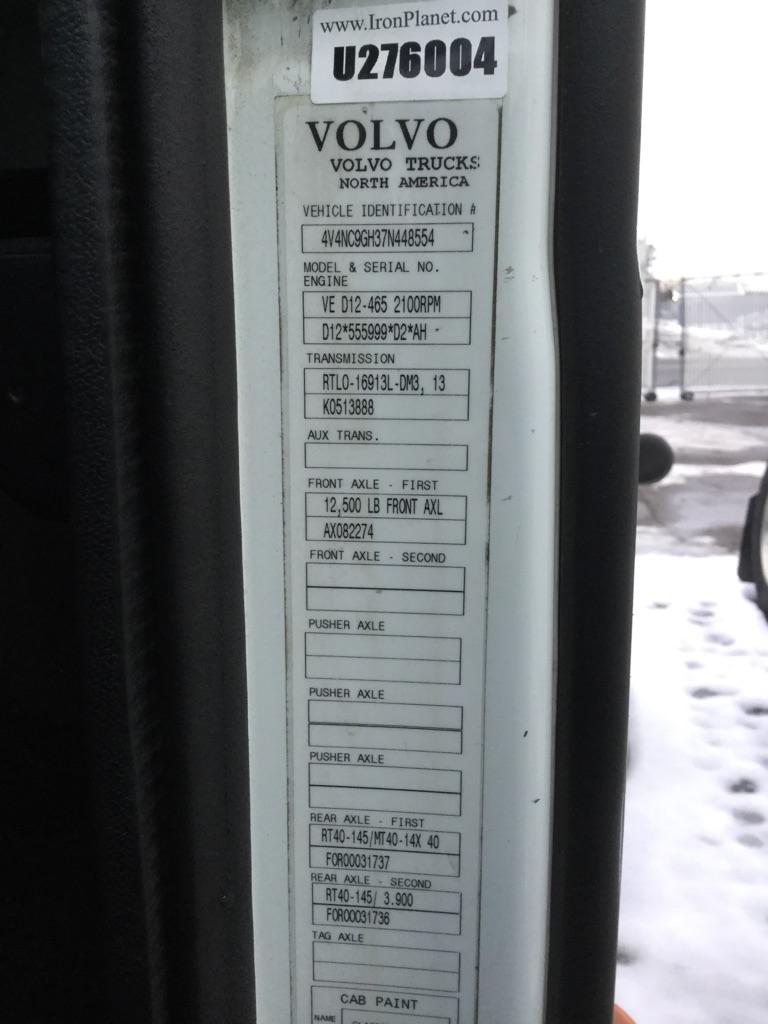 www.IronPlanet.com
U276004
VOLVO
VOLVO TRUCKS
NORTH AMERICA
VEHICLE IDENTIFICATION #
4V4NC9GH37N448554
MODEL & SERIAL NO.
ENGINE
VE D12-465 2100RPM
D12*555999*D2*AH
TRANSMISSION
RTLO-16913L-DM3, 13
K0513888
AUX TRANS.
FRONT AXLE - FIRST
12,500 LB FRONT AXL
AX082274
FRONT AXLE - SECOND
PUSHER AXLE
PUSHER AXLE
PUSHER AXLE
REAR AXLE - FIRST
RT40-145/MT40-14X 40
FOR00031737
REAR AXLE - SECOND
RT40-145/ 3.900
FOR00031736
TAG AXLE
CAB PAINT
NAME